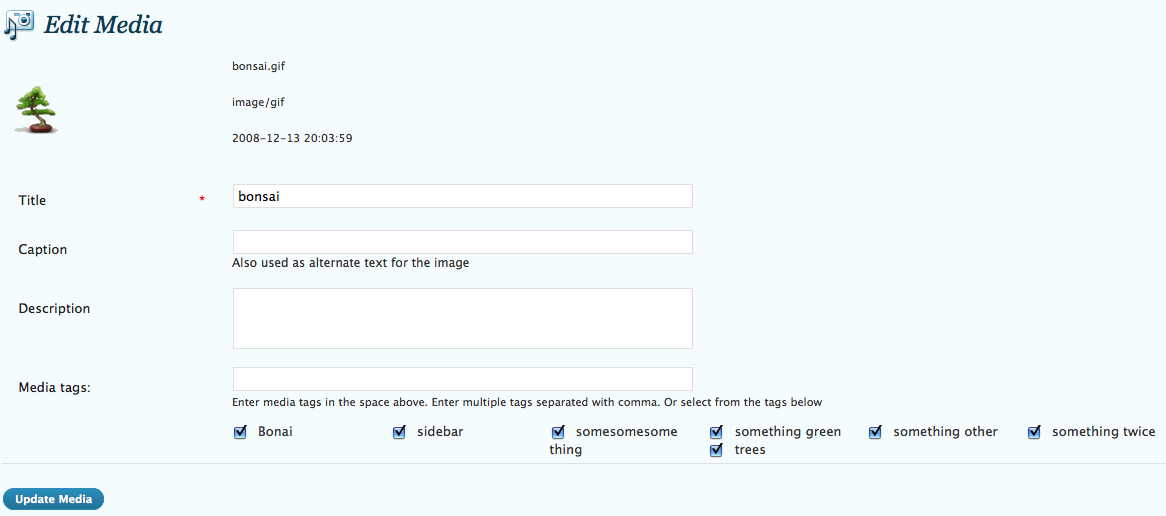 Edit Media
bonsai.gif
image/gif
2008-12-13 20:03:59
Title *
bonsai
Caption
Also used as alternate text for the image
Description
Media tags:
Enter media tags in the space above. Enter multiple tags separated with comma. Or select from the tags below
Bonai sidebar somesomesome something green something other something twice
thing trees
Update Media